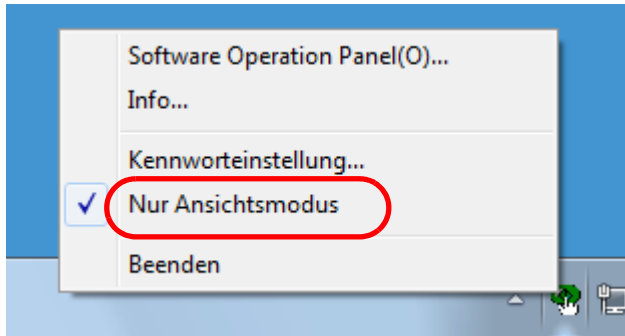 Software Operation Panel(O)...
Info...
Kennworteinstellung...
Nur Ansichtsmodus
Beenden